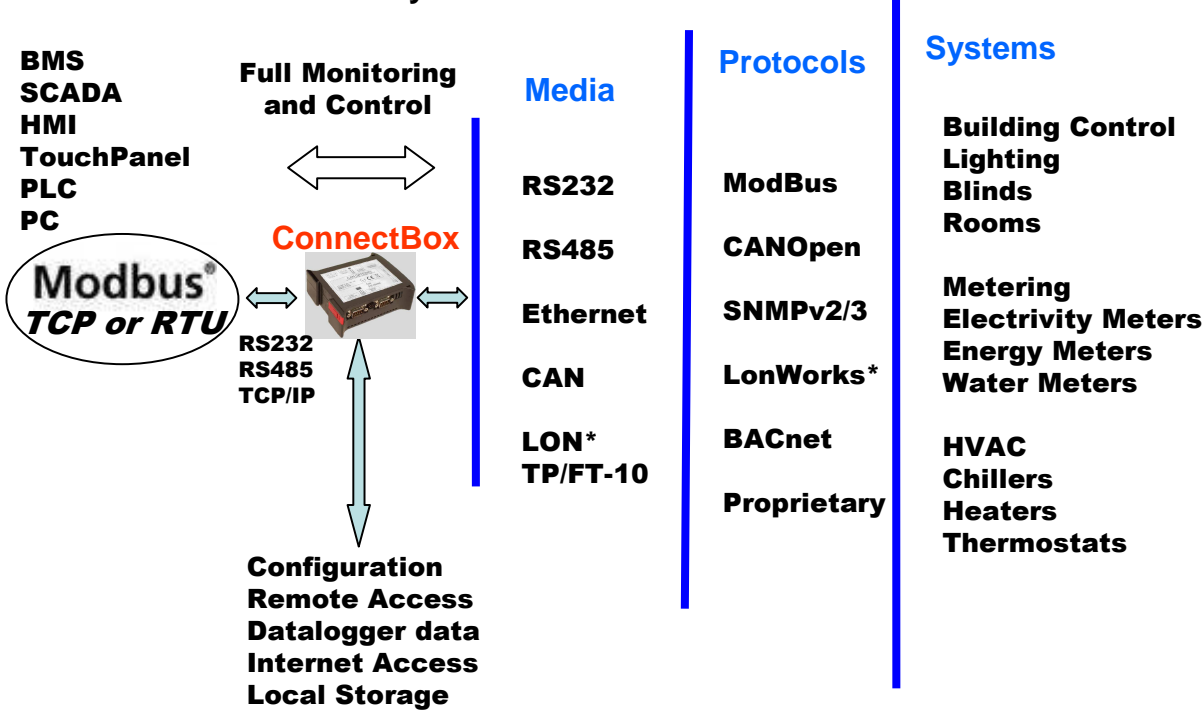 BMS
SCADA
HMI
TouchPanel
PLC
PC
Modbus®
TCP or RTU
Full Monitoring
and Control
ConnectBox
RS232
RS485
TCP/IP
Configuration
Remote Access
Datalogger data
Internet Access
Local Storage
Media
RS232
RS485
Ethernet
CAN
LON*
TP/FT-10
Protocols
ModBus
CANOpen
SNMPv2/3
LonWorks*
BACnet
Proprietary
Systems
Building Control
Lighting
Blinds
Rooms
Metering
Electrivity Meters
Energy Meters
Water Meters
HVAC
Chillers
Heaters
Thermostats